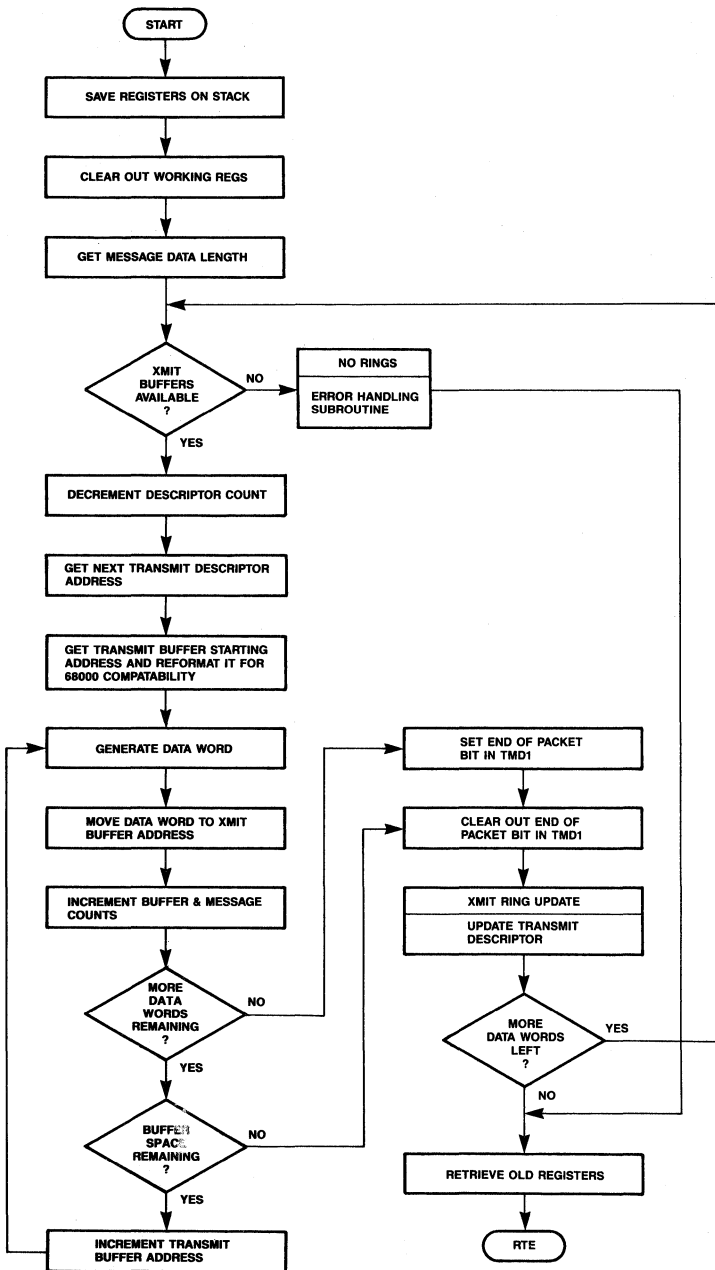 START
SAVE REGISTERS ON STACK
CLEAR OUT WORKING REGS
GET MESSAGE DATA LENGTH
XMIT
BUFFERS
AVAILABLE
?
NO
YES
NO RINGS
ERROR HANDLING
SUBROUTINE
DECREMENT DESCRIPTOR COUNT
GET NEXT TRANSMIT DESCRIPTOR
ADDRESS
GET TRANSMIT BUFFER STARTING
ADDRESS AND REFORMAT IT FOR
68000 COMPATABILITY
GENERATE DATA WORD
MOVE DATA WORD TO XMIT
BUFFER ADDRESS
INCREMENT BUFFER & MESSAGE
COUNTS
MORE
DATA
WORDS
REMAINING
?
NO
YES
BUFFER
SPACE
REMAINING
?
NO
YES
INCREMENT TRANSMIT
BUFFER ADDRESS
SET END OF PACKET
BIT IN TMD1
CLEAR OUT END OF
PACKET BIT IN TMD1
XMIT RING UPDATE
UPDATE TRANSMIT
DESCRIPTOR
MORE
DATA WORDS
LEFT
?
YES
NO
RETRIEVE OLD REGISTERS
RTE